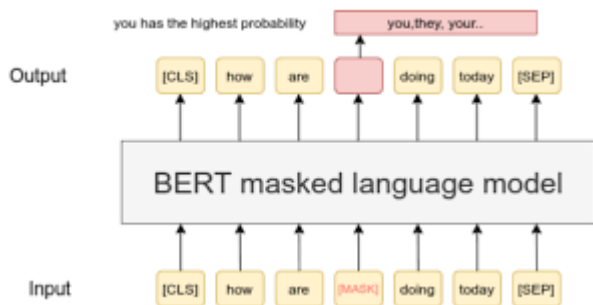 you has the highest probability you,they, your..
Output [CLS] how are doing today [SEP]
BERT masked language model
Input [CLS] how are [MASK] doing today [SEP]